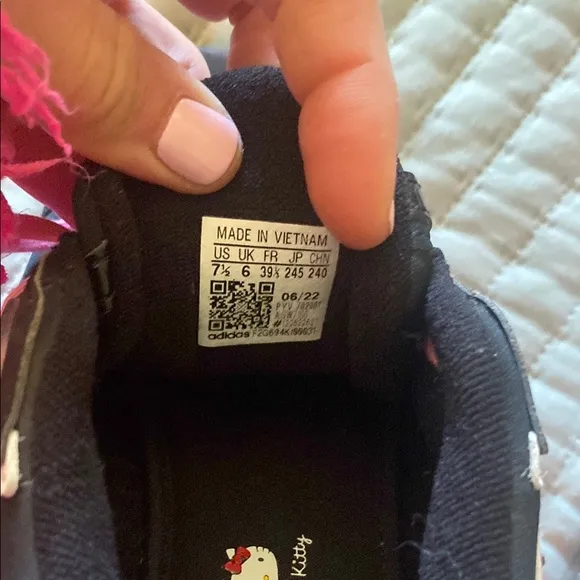 MADE IN VIETNAM
US UK FR JP CHN
7½ 6 39⅓ 245 240
06/22
PYV
adidas
Kitty